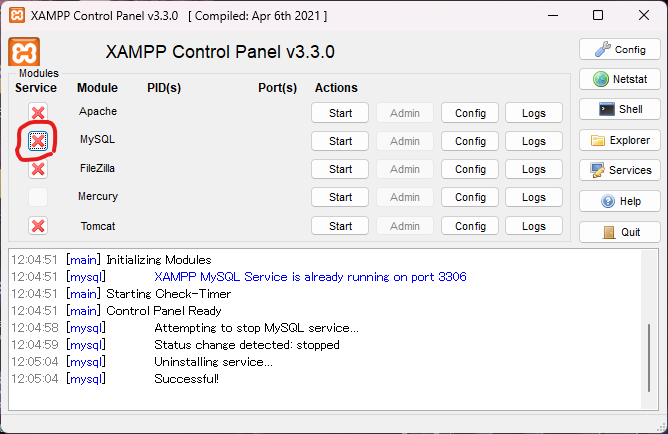 XAMPP Control Panel v3.3.0 [ Compiled: Apr 6th 2021 ]
XAMPP Control Panel v3.3.0
Config
Modules
Service Module PID(s) Port(s) Actions
Netstat
Apache Start Admin Config Logs
Shell
MySQL Start Admin Config Logs
Explorer
FileZilla Start Admin Config Logs
Services
Mercury Start Admin Config Logs
Help
Tomcat Start Admin Config Logs
Quit
12:04:51 [main] Initializing Modules
12:04:51 [mysql] XAMPP MySQL Service is already running on port 3306
12:04:51 [main] Starting Check-Timer
12:04:51 [main] Control Panel Ready
12:04:58 [mysql] Attempting to stop MySQL service...
12:04:59 [mysql] Status change detected: stopped
12:05:04 [mysql] Uninstalling service...
12:05:04 [mysql] Successful!